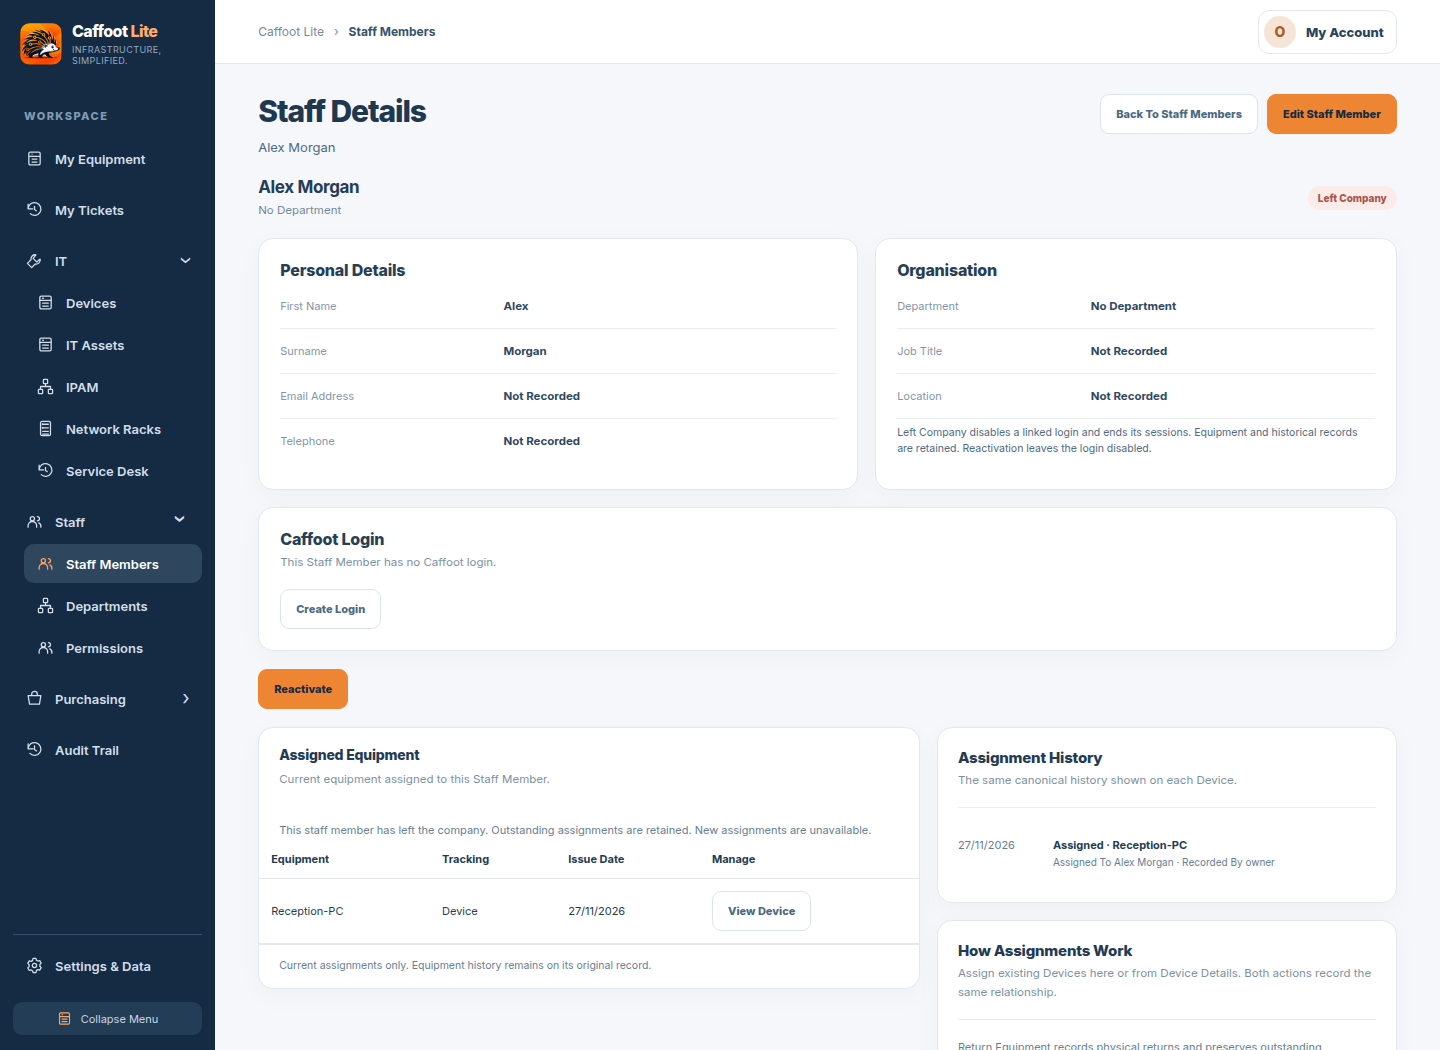 Caffoot Lite
INFRASTRUCTURE,
SIMPLIFIED.
WORKSPACE
My Equipment
My Tickets
IT
Devices
IT Assets
IPAM
Network Racks
Service Desk
Staff
Staff Members
Departments
Permissions
Purchasing
Audit Trail
Settings & Data
Collapse Menu
Caffoot Lite › Staff Members
O My Account
Staff Details
Alex Morgan
Back To Staff Members
Edit Staff Member
Alex Morgan
No Department
Left Company
Personal Details
First Name Alex
Surname Morgan
Email Address Not Recorded
Telephone Not Recorded
Organisation
Department No Department
Job Title Not Recorded
Location Not Recorded
Left Company disables a linked login and ends its sessions. Equipment and historical records
are retained. Reactivation leaves the login disabled.
Caffoot Login
This Staff Member has no Caffoot login.
Create Login
Reactivate
Assigned Equipment
Current equipment assigned to this Staff Member.
This staff member has left the company. Outstanding assignments are retained. New assignments are unavailable.
Equipment Tracking Issue Date Manage
Reception-PC Device 27/11/2026 View Device
Current assignments only. Equipment history remains on its original record.
Assignment History
The same canonical history shown on each Device.
27/11/2026 Assigned · Reception-PC
Assigned To Alex Morgan · Recorded By owner
How Assignments Work
Assign existing Devices here or from Device Details. Both actions record the
same relationship.
Return Equipment records physical returns and preserves outstanding